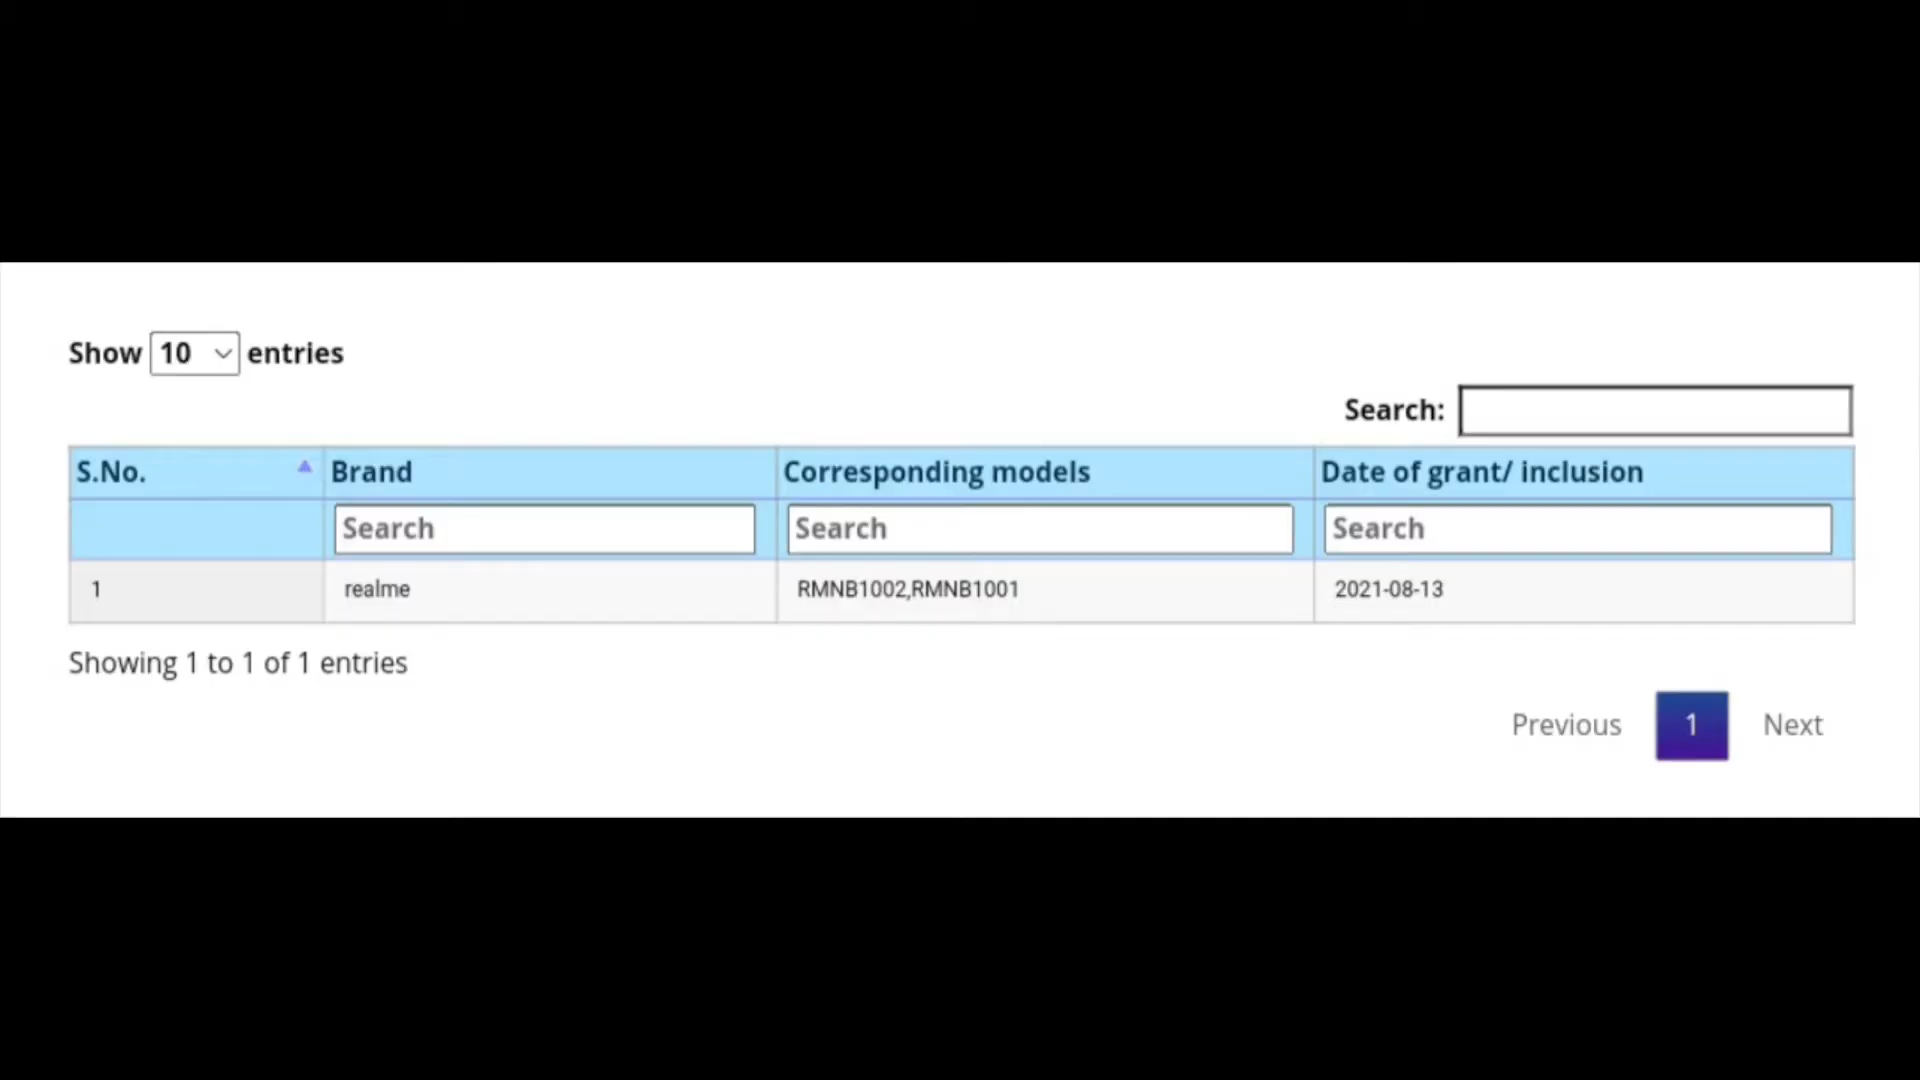 Show 10 entries
Search:
S.No. Brand Corresponding models Date of grant/ inclusion
Search Search Search
1 realme RMNB1002,RMNB1001 2021-08-13
Showing 1 to 1 of 1 entries
Previous 1 Next